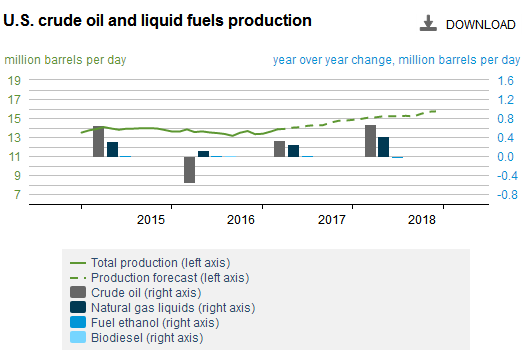 U.S. crude oil and liquid fuels production
DOWNLOAD
million barrels per day
year over year change, million barrels per day
19 1.6
17 1.2
15 0.8
13 0.4
11 0.0
9 -0.4
7 -0.8
2015 2016 2017 2018
Total production (left axis)
Production forecast (left axis)
Crude oil (right axis)
Natural gas liquids (right axis)
Fuel ethanol (right axis)
Biodiesel (right axis)